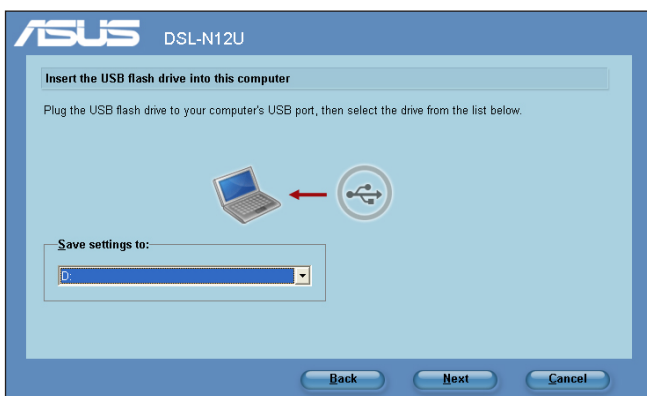 ASUS DSL-N12U
Insert the USB flash drive into this computer
Plug the USB flash drive to your computer's USB port, then select the drive from the list below.
Save settings to:
D:
Back Next Cancel